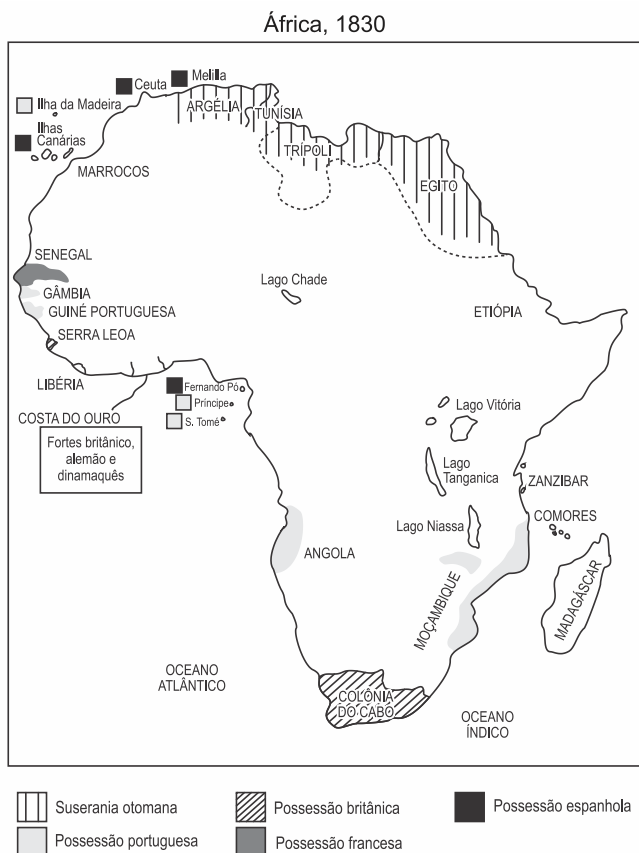 África, 1830
Ceuta
Melilla
Ilha da Madeira
Ilhas
Canárias
ARGÉLIA
TUNÍSIA
TRÍPOLI
MARROCOS
EGITO
SENEGAL
GÂMBIA
GUINÉ PORTUGUESA
SERRA LEOA
Lago Chade
ETIÓPIA
LIBÉRIA
COSTA DO OURO
Fortes britânico,
alemão e
dinamaquês
Fernando Pó
Príncipe
S. Tomé
Lago Vitória
Lago
Tanganica
ZANZIBAR
Lago Niassa
COMORES
ANGOLA
MOÇAMBIQUE
MADAGÁSCAR
OCEANO
ATLÂNTICO
COLÔNIA
DO CABO
OCEANO
ÍNDICO
Suserania otomana
Possessão britânica
Possessão espanhola
Possessão portuguesa
Possessão francesa